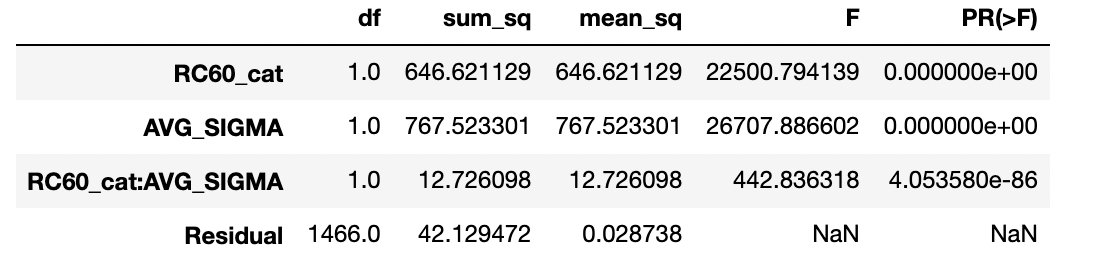 df sum_sq mean_sq F PR(>F)
RC60_cat 1.0 646.621129 646.621129 22500.794139 0.000000e+00
AVG_SIGMA 1.0 767.523301 767.523301 26707.886602 0.000000e+00
RC60_cat:AVG_SIGMA 1.0 12.726098 12.726098 442.836318 4.053580e-86
Residual 1466.0 42.129472 0.028738 NaN NaN